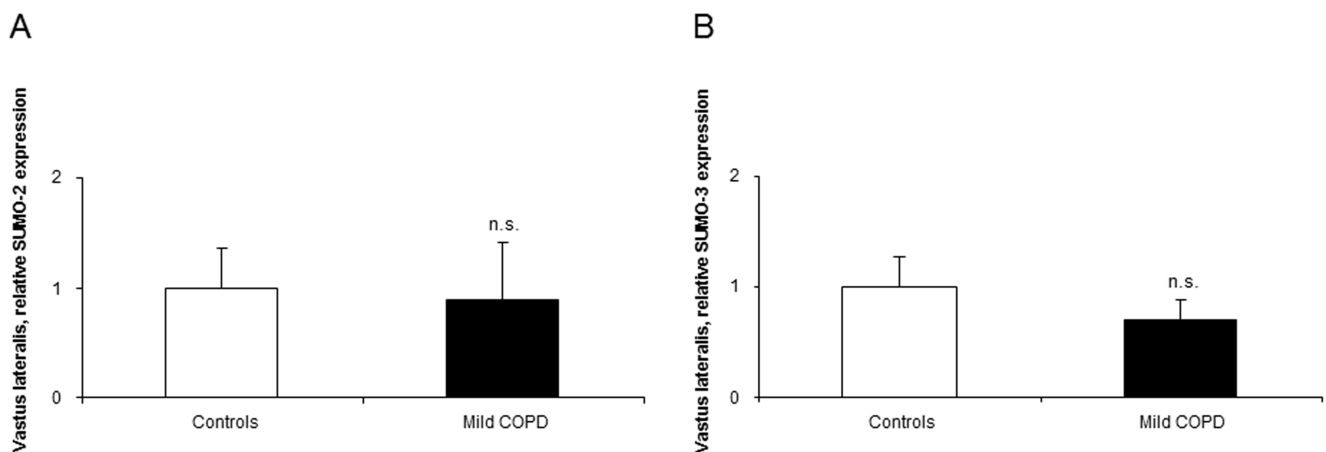 A
Vastus lateralis, relative SUMO-2 expression
2
1
0
n.s.
Controls
Mild COPD
B
Vastus lateralis, relative SUMO-3 expression
2
1
0
n.s.
Controls
Mild COPD